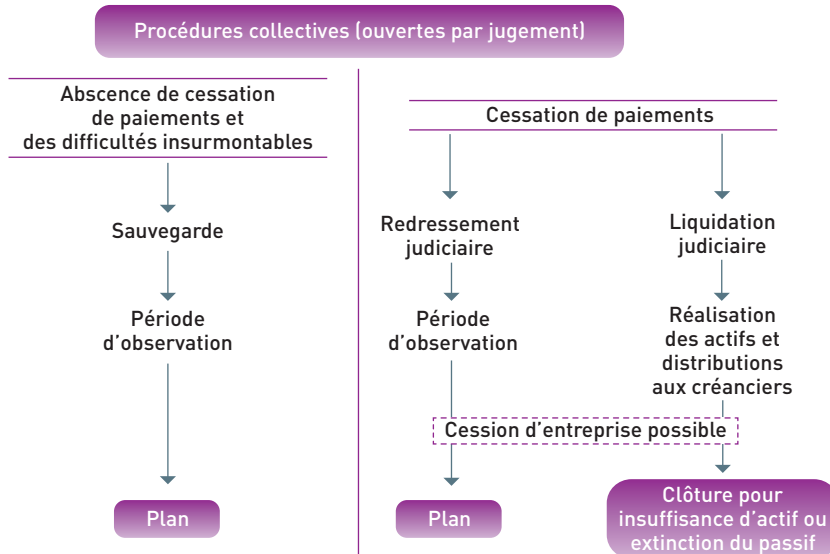 Procédures collectives (ouvertes par jugement)
Abscence de cessation
de paiements et
des difficultés insurmontables
Sauvegarde
Période
d'observation
Plan
Cessation de paiements
Redressement
judiciaire
Période
d'observation
Liquidation
judiciaire
Réalisation
des actifs et
distributions
aux créanciers
Cession d'entreprise possible
Plan
Clôture pour
insuffisance d'actif ou
extinction du passif